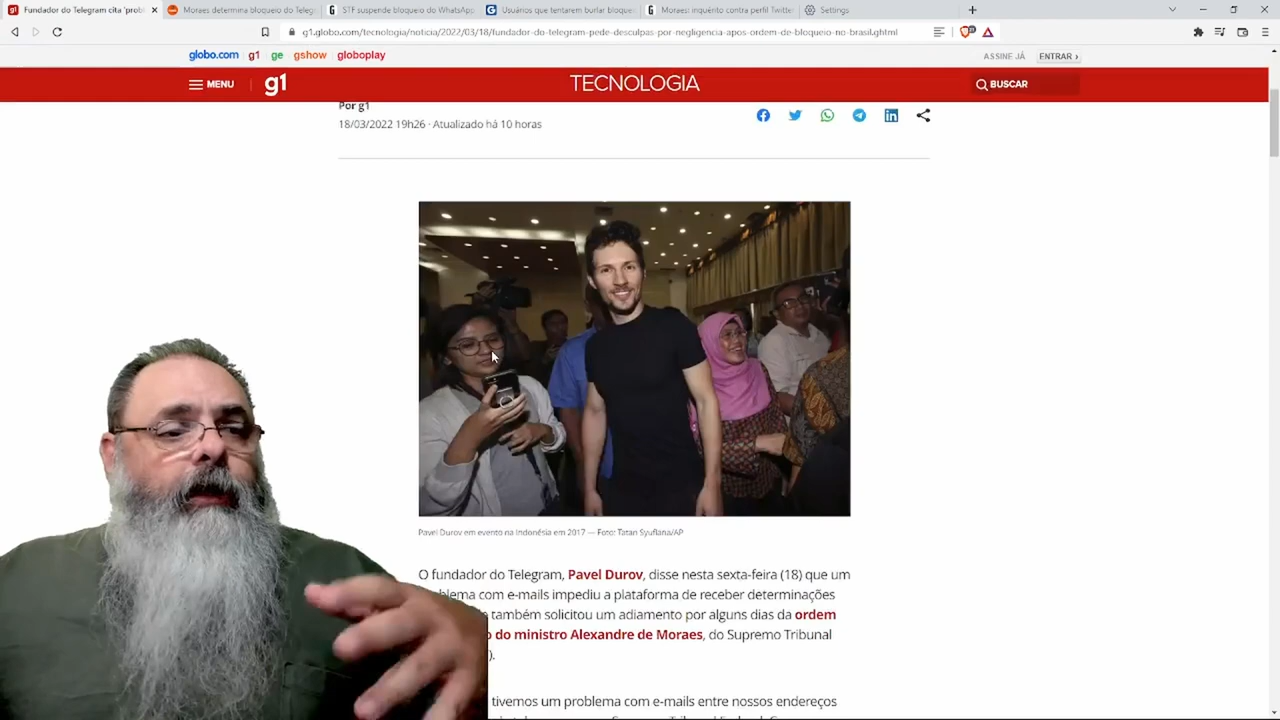 Fundador do Telegram cita 'prob
Moraes determina bloqueio do Teleg
STF suspende bloqueio do WhatsApp
Usuários que tentarem burlar bloque
Moraes: inquérito contra perfil Twitte
Settings
g1.globo.com/tecnologia/noticia/2022/03/18/fundador-do-telegram-pede-desculpas-por-negligencia-apos-ordem-de-bloqueio-no-brasil.ghtml
globo.com g1 ge gshow globoplay
ASSINE JÁ ENTRAR ›
MENU g1 TECNOLOGIA BUSCAR
Por g1
18/03/2022 19h26 · Atualizado há 10 horas
Pavel Durov em evento na Indonésia em 2017 — Foto: Tatan Syuflana/AP
O fundador do Telegram, Pavel Durov, disse nesta sexta-feira (18) que um
blema com e-mails impediu a plataforma de receber determinações
também solicitou um adiamento por alguns dias da ordem
do ministro Alexandre de Moraes, do Supremo Tribunal
).
tivemos um problema com e-mails entre nossos endereços